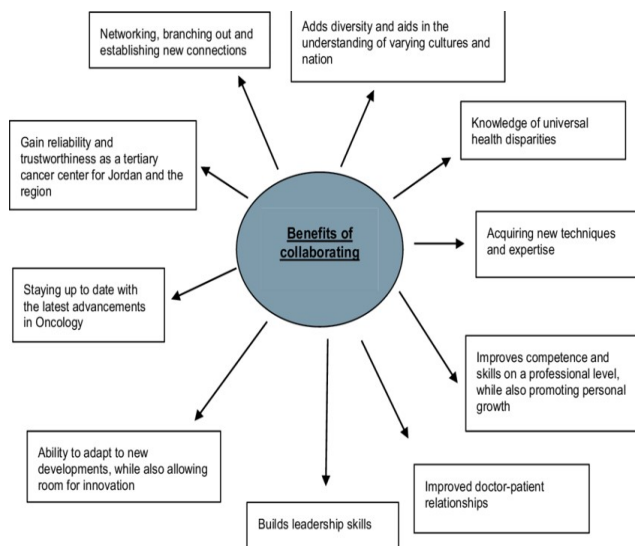 Networking, branching out and
establishing new connections
Adds diversity and aids in the
understanding of varying cultures and
nation
Knowledge of universal
health disparities
Gain reliability and
trustworthiness as a tertiary
cancer center for Jordan and the
region
Benefits of
collaborating
Acquiring new techniques
and expertise
Staying up to date with
the latest advancements
in Oncology
Improves competence and
skills on a professional level,
while also promoting personal
growth
Ability to adapt to new
developments, while also allowing
room for innovation
Improved doctor-patient
relationships
Builds leadership skills